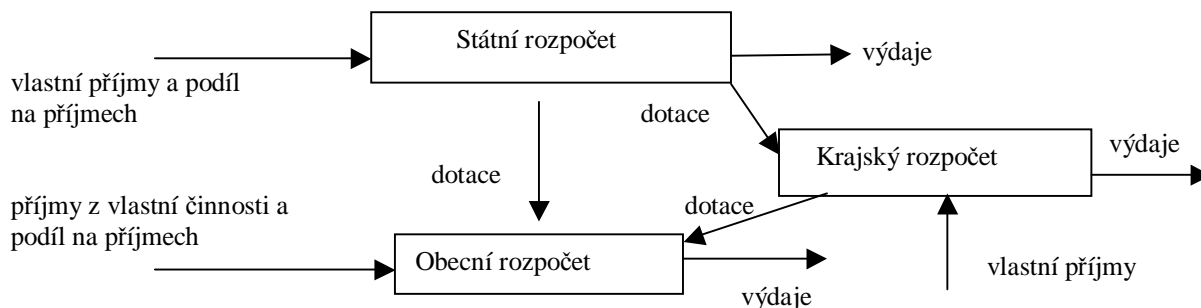 Státní rozpočet
výdaje
vlastní příjmy a podíl
na příjmech
dotace
Krajský rozpočet
výdaje
dotace
příjmy z vlastní činnosti a
podíl na příjmech
dotace
Obecní rozpočet
výdaje
vlastní příjmy